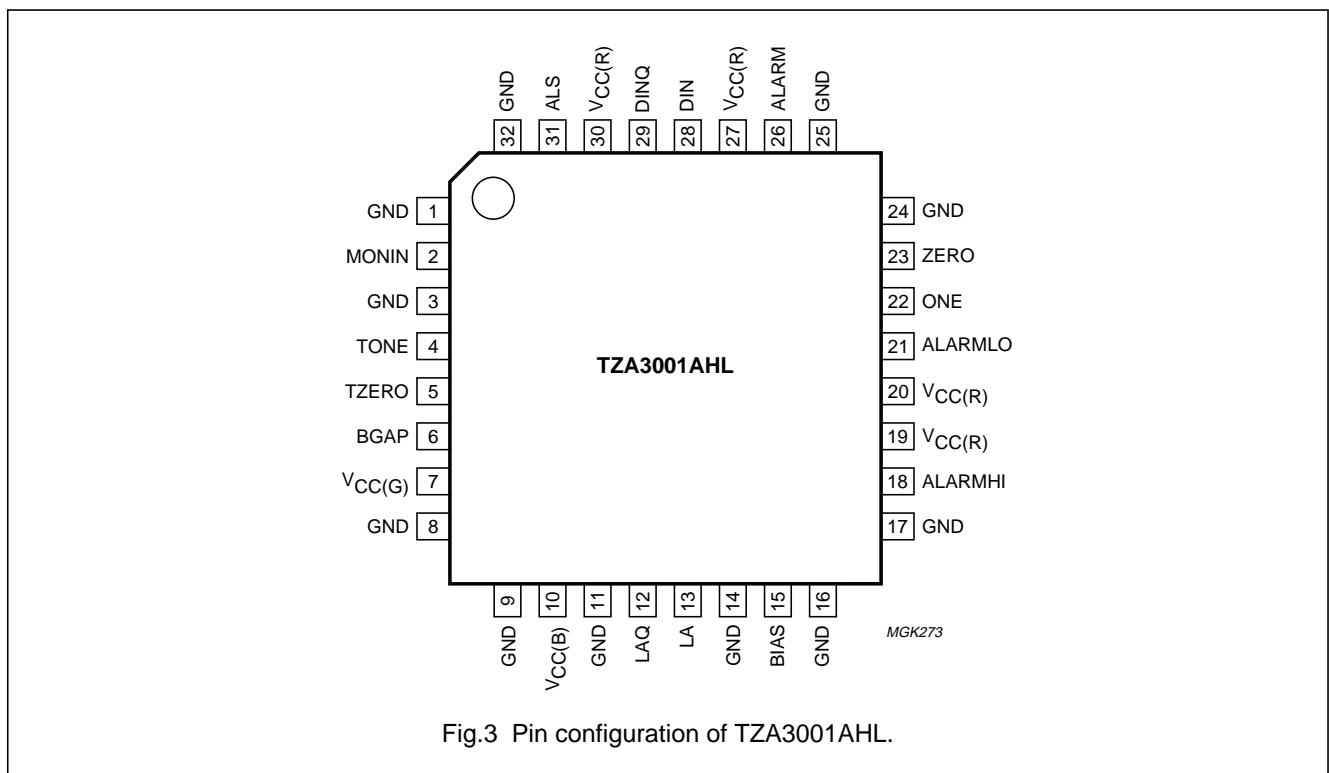 GND
ALS
VCC(R)
DINQ
DIN
VCC(R)
ALARM
GND
32
31
30
29
28
27
26
25
GND 1
MONIN 2
GND 3
TONE 4
TZERO 5
BGAP 6
VCC(G) 7
GND 8
TZA3001AHL
24 GND
23 ZERO
22 ONE
21 ALARMLO
20 VCC(R)
19 VCC(R)
18 ALARMHI
17 GND
9
10
11
12
13
14
15
16
GND
VCC(B)
GND
LAQ
LA
GND
BIAS
GND
MGK273
Fig.3 Pin configuration of TZA3001AHL.